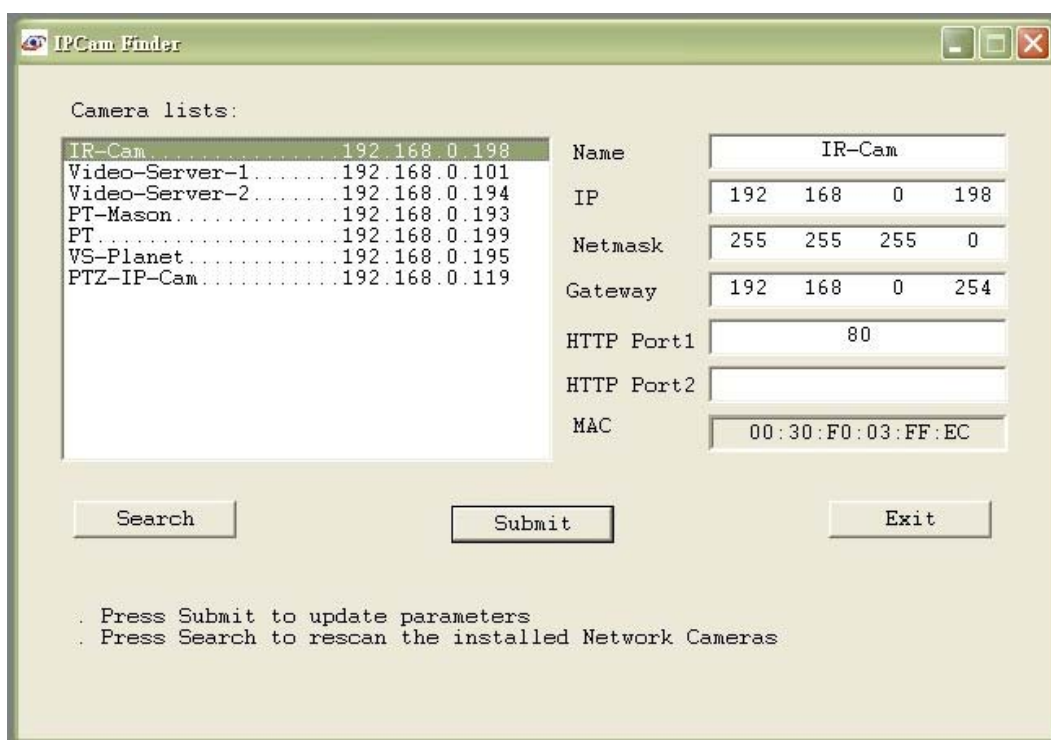 IPCam Finder
Camera lists:
IR-Cam................192.168.0.198
Video-Server-1.......192.168.0.101
Video-Server-2.......192.168.0.194
PT-Mason.............192.168.0.193
PT...................192.168.0.199
VS-Planet............192.168.0.195
PTZ-IP-Cam...........192.168.0.119
Name IR-Cam
IP 192 168 0 198
Netmask 255 255 255 0
Gateway 192 168 0 254
HTTP Port1 80
HTTP Port2
MAC 00:30:F0:03:FF:EC
Search
Submit
Exit
. Press Submit to update parameters
. Press Search to rescan the installed Network Cameras